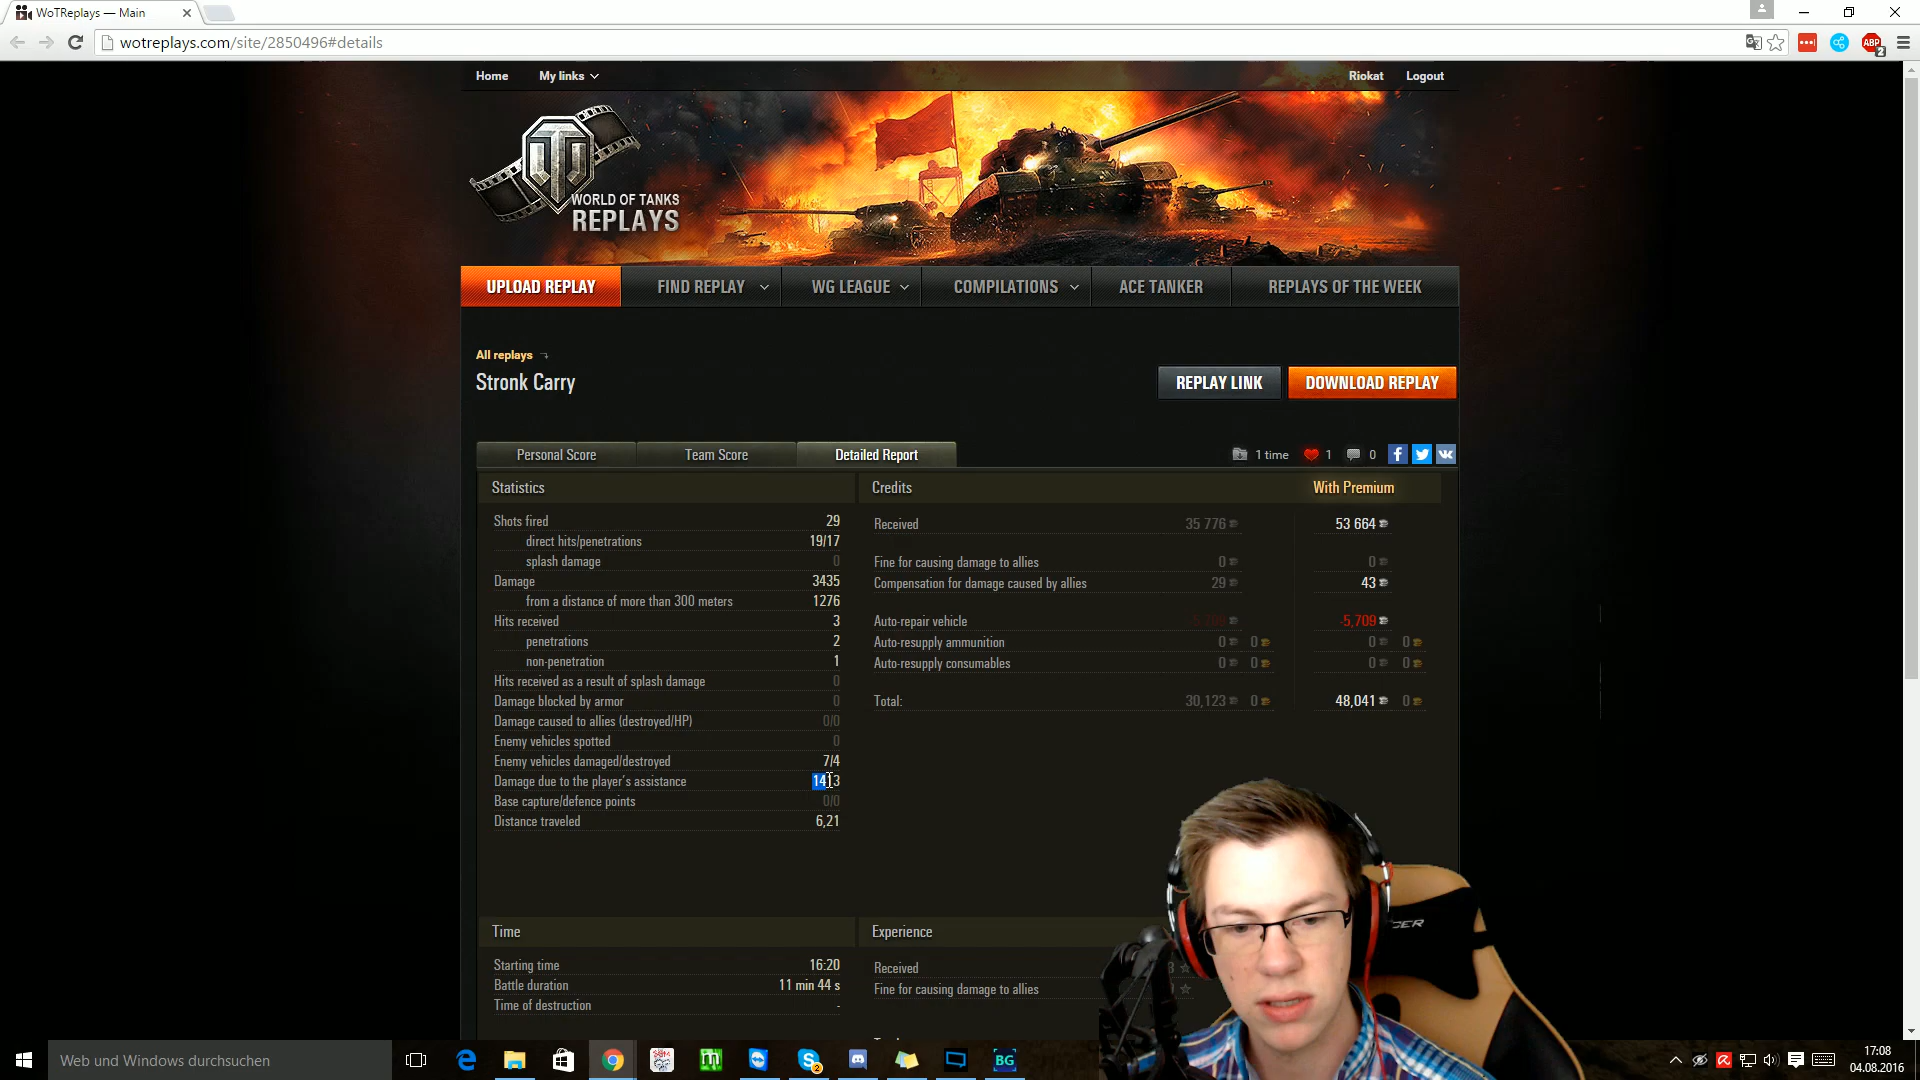 WoTReplays — Main
wotreplays.com/site/2850496#details
Home My links Riokat Logout
WORLD OF TANKS
REPLAYS
UPLOAD REPLAY FIND REPLAY WG LEAGUE COMPILATIONS ACE TANKER REPLAYS OF THE WEEK
All replays
Stronk Carry REPLAY LINK DOWNLOAD REPLAY
Personal Score Team Score Detailed Report 1 time 1 0
Statistics Credits With Premium
Shots fired 29
direct hits/penetrations 19/17
splash damage 0
Damage 3435
from a distance of more than 300 meters 1276
Hits received 3
penetrations 2
non-penetration 1
Hits received as a result of splash damage 0
Damage blocked by armor 0
Damage caused to allies (destroyed/HP) 0/0
Enemy vehicles spotted 0
Enemy vehicles damaged/destroyed 7/4
Damage due to the player's assistance
Base capture/defence points 0/0
Distance traveled 6,21
Received 35 776 53 664
Fine for causing damage to allies 0 0
Compensation for damage caused by allies 29 43
Auto-repair vehicle -5,709 -5,709
Auto-resupply ammunition 0 0 0 0
Auto-resupply consumables 0 0 0 0
Total: 30,123 0 48,041 0
Time Experience
Starting time 16:20
Battle duration 11 min 44 s
Time of destruction -
Received
Fine for causing damage to allies
Web und Windows durchsuchen
BG
17:08
04.08.2016